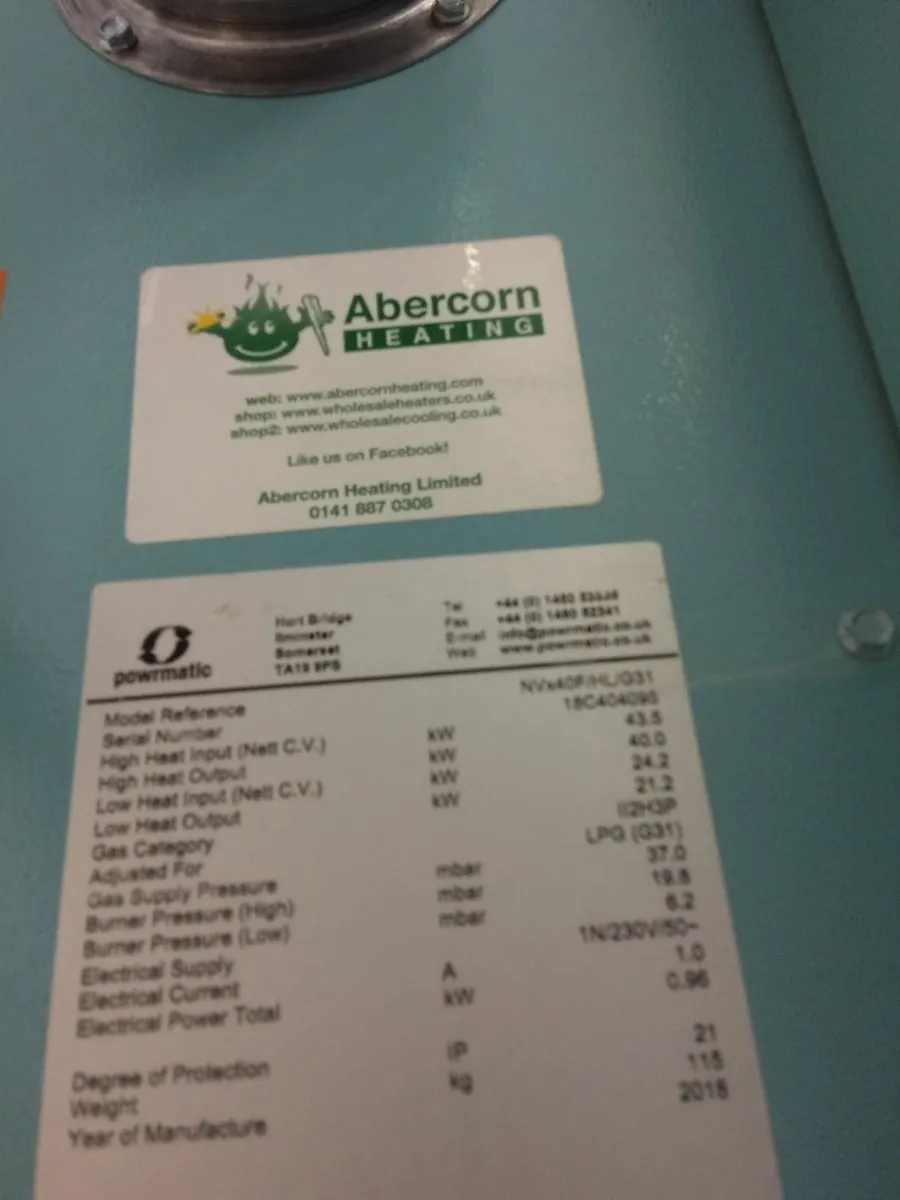 Abercorn
HEATING
web: www.abercornheating.com
shop: www.wholesaleheaters.co.uk
shop2: www.wholesalecooling.co.uk
Like us on Facebook!
Abercorn Heating Limited
0141 887 0308
powrmatic
Hort Bridge
Ilminster
Somerset
TA19 9PS
Tel
Fax
E-mail info@powrmatic.co.uk
Web www.powrmatic.co.uk
Model Reference NVx40F/HL/G31
Serial Number 18C404095
High Heat Input (Nett C.V.) kW 43.5
High Heat Output kW 40.0
Low Heat Input (Nett C.V.) kW 24.2
Low Heat Output kW 21.2
Gas Category II2H3P
Adjusted For LPG (G31)
Gas Supply Pressure mbar 37.0
Burner Pressure (High) mbar 19.8
Burner Pressure (Low) mbar 6.2
Electrical Supply 1N/230V/50~
Electrical Current A 1.0
Electrical Power Total kW 0.96
Degree of Protection IP 21
Weight kg 115
Year of Manufacture 2018